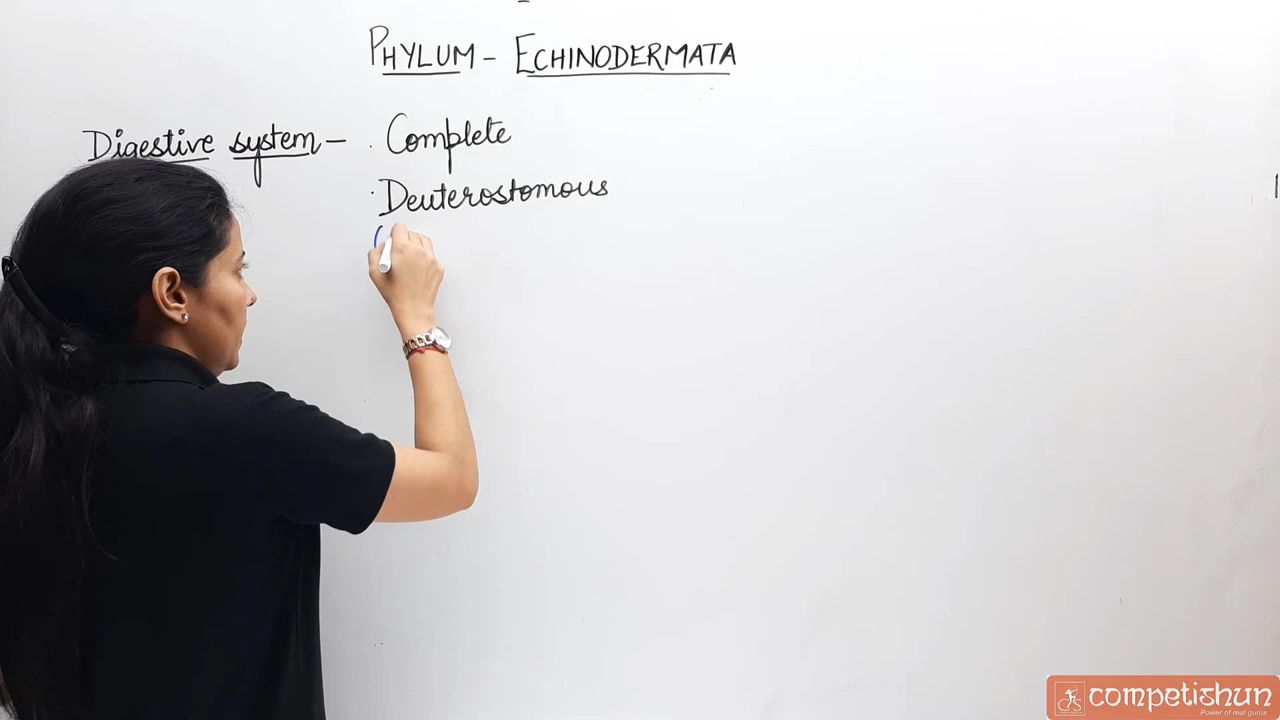 PHYLUM - ECHINODERMATA
Digestive system - . Complete
. Deuterostomous
(
competishun
Power of real gurus